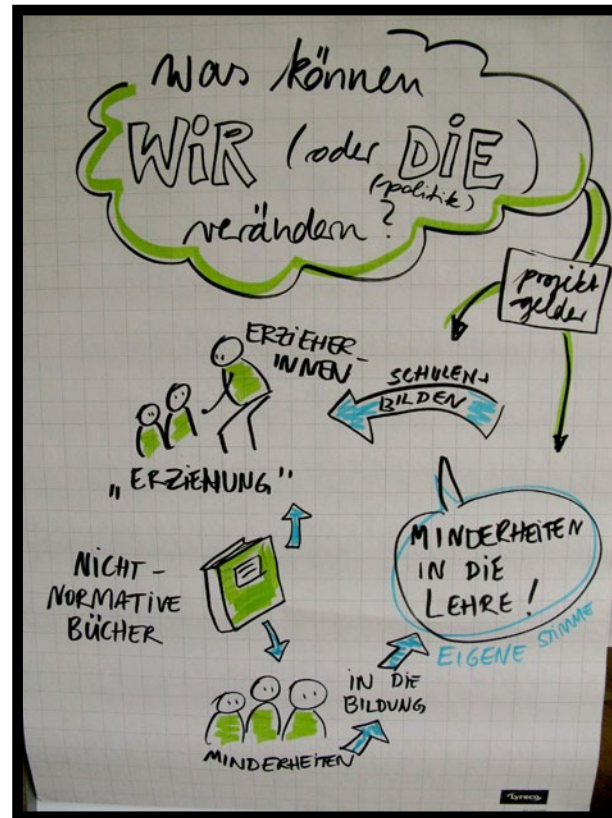 was können
WIR (oder DIE)
(politik)
verändern?
projekt
gelder
ERZIEHER-
INNEN
SCHULEN +
BILDEN
„ERZIEHUNG"
NICHT-
NORMATIVE
BÜCHER
MINDERHEITEN
IN DIE
LEHRE!
EIGENE STIMME
IN DIE
BILDUNG
MINDERHEITEN